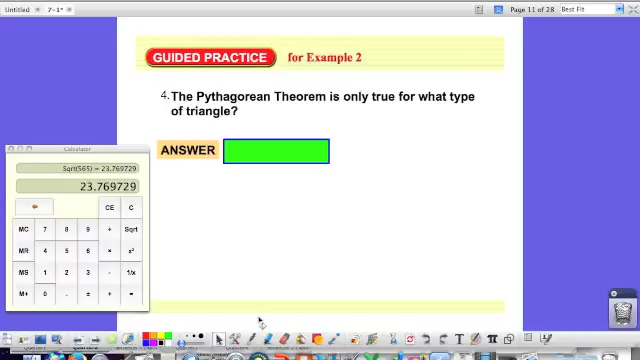 Untitled
7-1*
Page 11 of 28
Best Fit
GUIDED PRACTICE
for Example 2
4. The Pythagorean Theorem is only true for what type
of triangle?
ANSWER
Calculator
Sqrt(565) = 23.769729
23.769729
CE C
MC 7 8 9 ÷ Sqrt
MR 4 5 6 × x²
MS 1 2 3 - 1/x
M+ 0 . ± + =